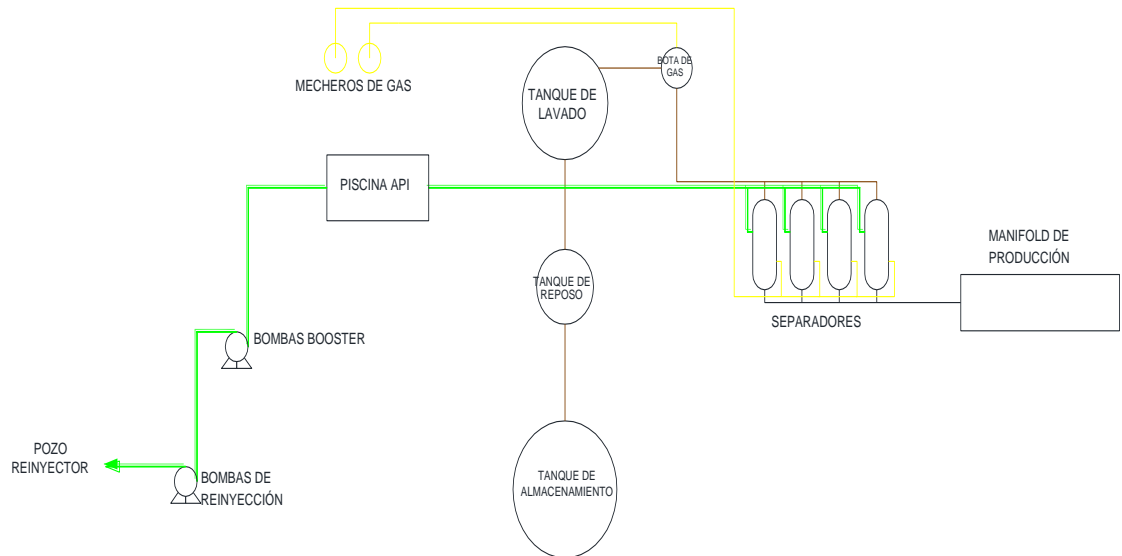 BOTA DE
GAS
MECHEROS DE GAS
TANQUE DE
LAVADO
PISCINA API
MANIFOLD DE
PRODUCCIÓN
TANQUE DE
REPOSO
SEPARADORES
BOMBAS BOOSTER
POZO
REINYECTOR
BOMBAS DE
REINYECCIÓN
TANQUE DE
ALMACENAMIENTO